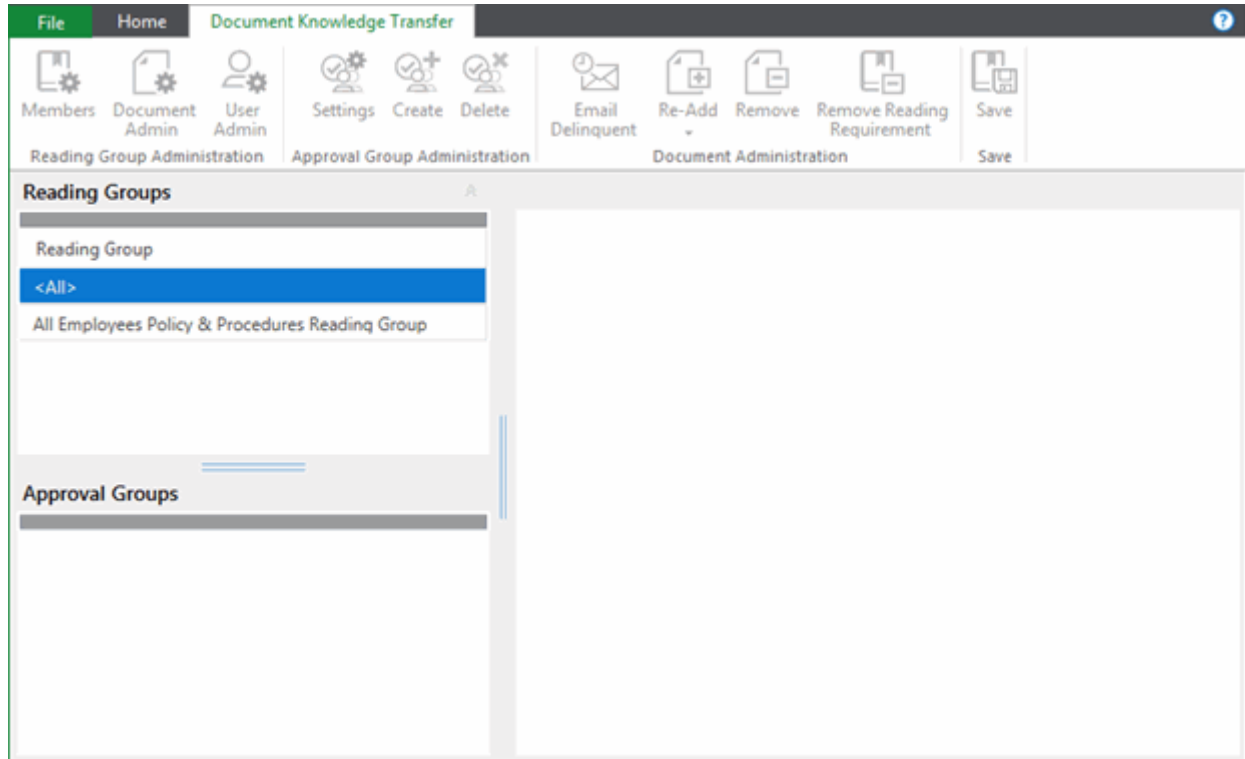 File Home Document Knowledge Transfer ?
Members Document Admin User Admin Settings Create Delete Email Delinquent Re-Add Remove Remove Reading Requirement Save
Reading Group Administration Approval Group Administration Document Administration Save
Reading Groups
Reading Group
<All>
All Employees Policy & Procedures Reading Group
Approval Groups